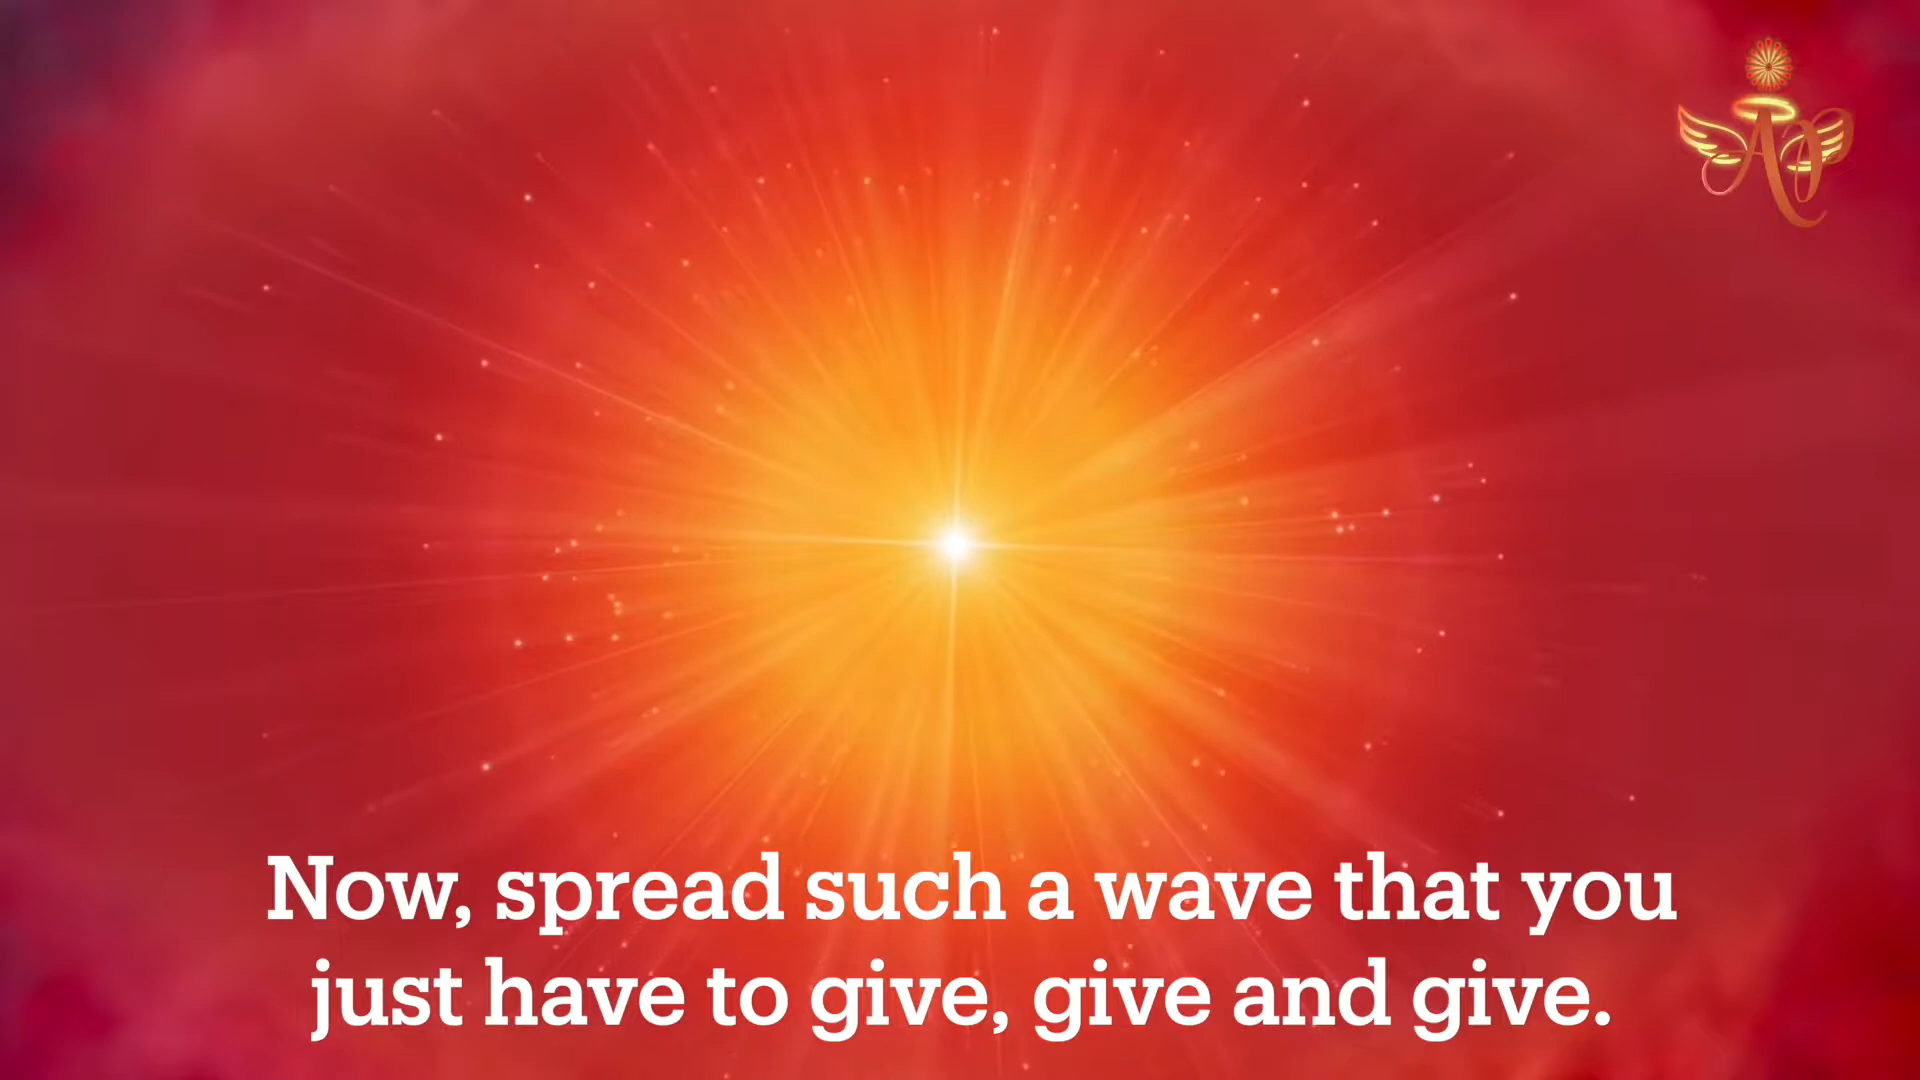 Now, spread such a wave that you
just have to give, give and give.